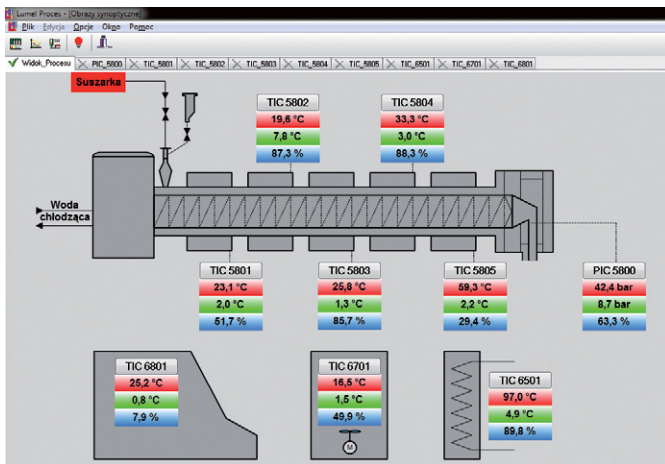 Lumel Proces - [Obrazy synoptyczne]
Plik Edycja Opcje Okno Pomoc
Widok_Procesu PIC_5800 TIC_5801 TIC_5802 TIC_5803 TIC_5804 TIC_5805 TIC_6501 TIC_6701 TIC_6801
Suszarka
TIC 5802
19,6 °C
7,8 °C
87,3 %
TIC 5804
33,3 °C
3,0 °C
88,3 %
Woda
chłodząca
TIC 5801
23,1 °C
2,0 °C
51,7 %
TIC 5803
25,8 °C
1,3 °C
85,7 %
TIC 5805
59,3 °C
2,2 °C
29,4 %
PIC 5800
42,4 bar
8,7 bar
63,3 %
TIC 6801
25,2 °C
0,8 °C
7,9 %
TIC 6701
16,5 °C
1,5 °C
49,9 %
M
TIC 6501
97,0 °C
4,9 °C
89,8 %